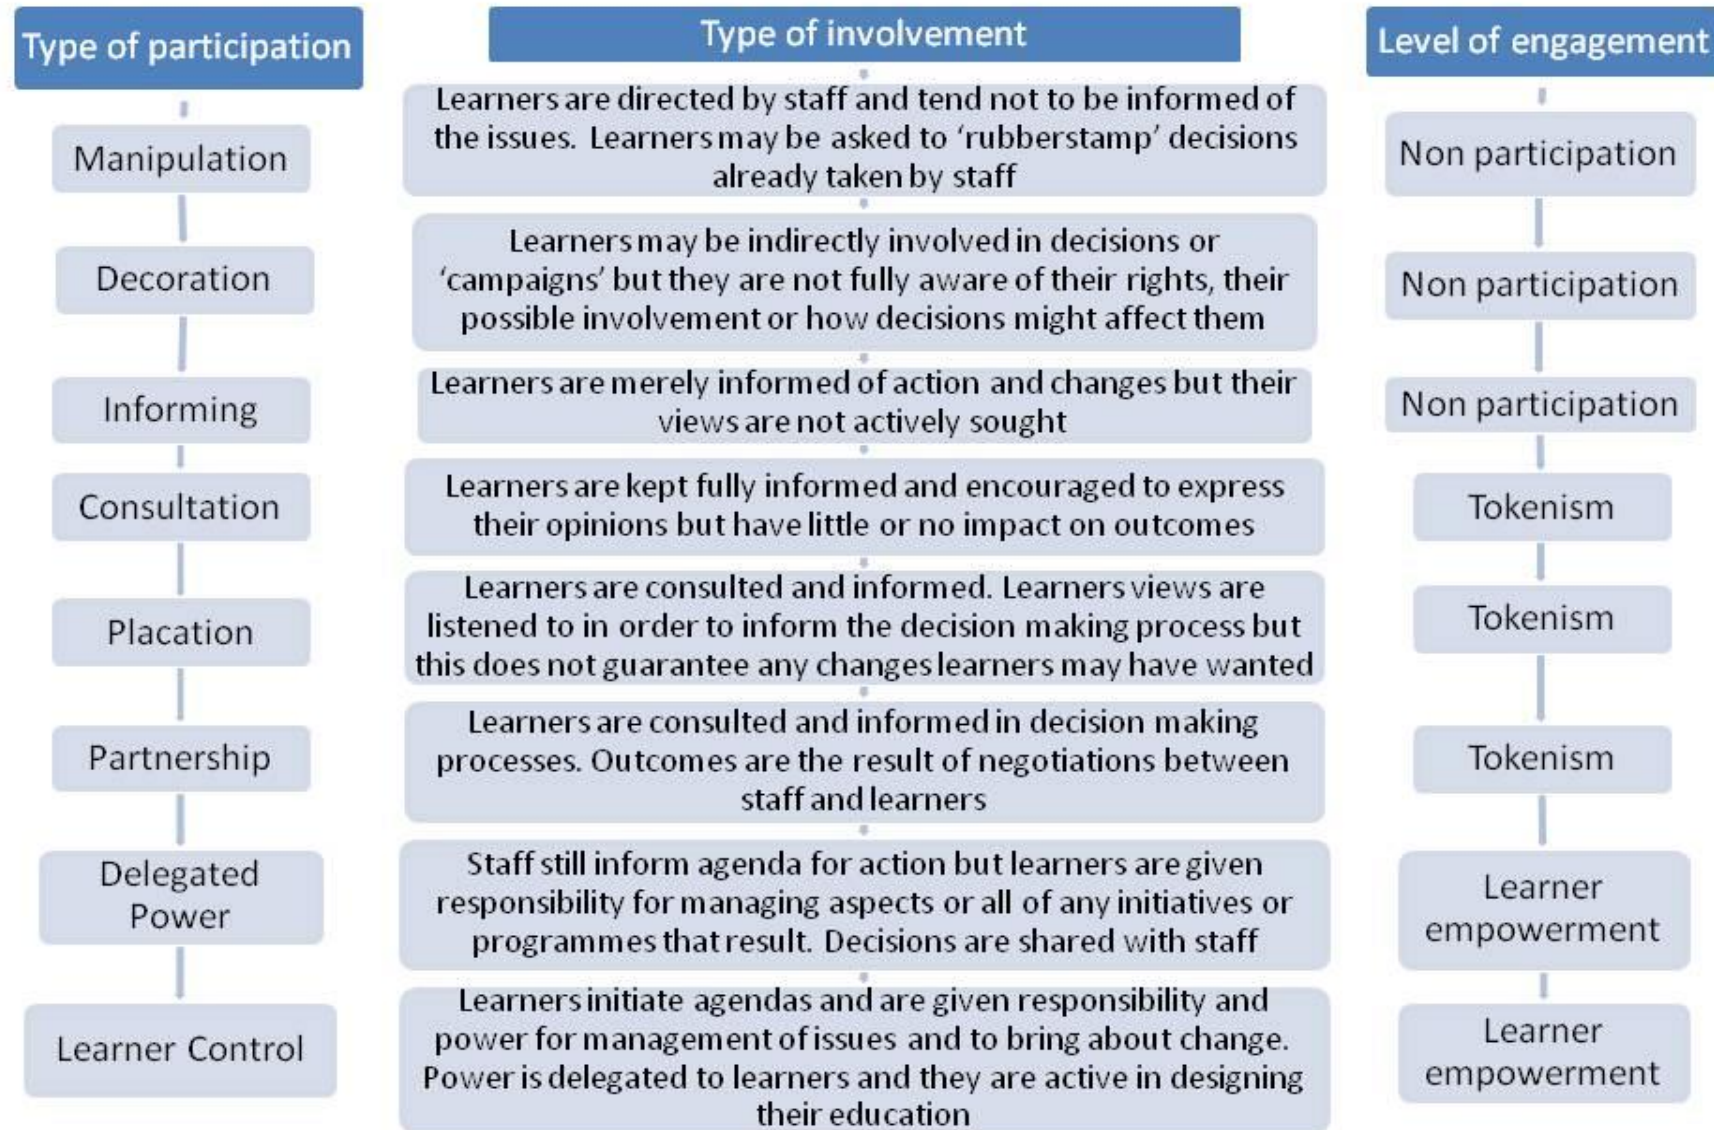 Type of participation
Type of involvement
Level of engagement
Manipulation
Learners are directed by staff and tend not to be informed of
the issues. Learners may be asked to ‘rubberstamp’ decisions
already taken by staff
Non participation
Decoration
Learners may be indirectly involved in decisions or
‘campaigns’ but they are not fully aware of their rights, their
possible involvement or how decisions might affect them
Non participation
Informing
Learners are merely informed of action and changes but their
views are not actively sought
Non participation
Consultation
Learners are kept fully informed and encouraged to express
their opinions but have little or no impact on outcomes
Tokenism
Placation
Learners are consulted and informed. Learners views are
listened to in order to inform the decision making process but
this does not guarantee any changes learners may have wanted
Tokenism
Partnership
Learners are consulted and informed in decision making
processes. Outcomes are the result of negotiations between
staff and learners
Tokenism
Delegated
Power
Staff still inform agenda for action but learners are given
responsibility for managing aspects or all of any initiatives or
programmes that result. Decisions are shared with staff
Learner
empowerment
Learner Control
Learners initiate agendas and are given responsibility and
power for management of issues and to bring about change.
Power is delegated to learners and they are active in designing
their education
Learner
empowerment